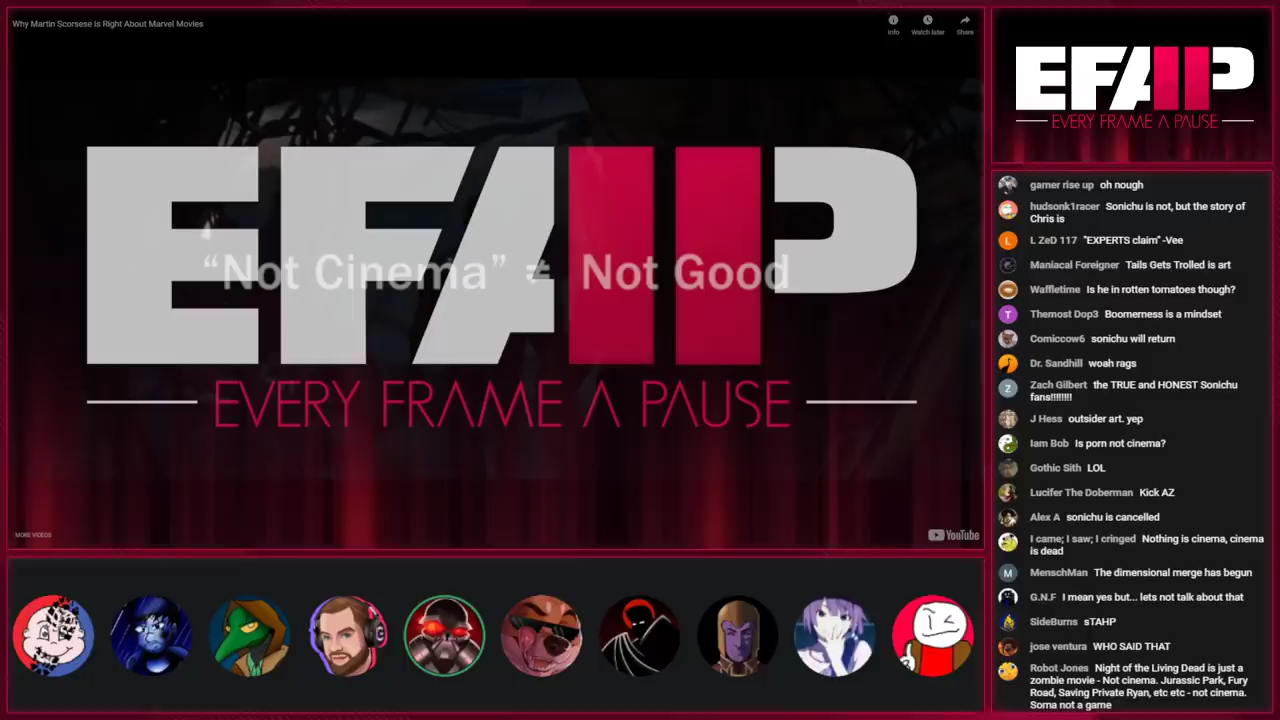 Why Martin Scorsese Is Right About Marvel Movies
Info
Watch later
Share
EFAP
"Not Cinema" ≠ Not Good
EVERY FRAME A PAUSE
MORE VIDEOS
YouTube
EFAP
EVERY FRAME A PAUSE
gamer rise up oh nough
hudsonk1racer Sonichu is not, but the story of
Chris is
L ZeD 117 "EXPERTS claim" -Vee
Maniacal Foreigner Tails Gets Trolled is art
Waffletime Is he in rotten tomatoes though?
T Themost Dop3 Boomerness is a mindset
Comiccow6 sonichu will return
Dr. Sandhill woah rags
Z Zach Gilbert the TRUE and HONEST Sonichu
fans!!!!!!!!
J Hess outsider art. yep
Iam Bob Is porn not cinema?
Gothic Sith LOL
Lucifer The Doberman Kick AZ
Alex A sonichu is cancelled
I came; I saw; I cringed Nothing is cinema, cinema
is dead
M MenschMan The dimensional merge has begun
G.N.F I mean yes but... lets not talk about that
SideBurns sTAHP
jose ventura WHO SAID THAT
Robot Jones Night of the Living Dead is just a
zombie movie - Not cinema. Jurassic Park, Fury
Road, Saving Private Ryan, etc etc - not cinema.
Soma not a game